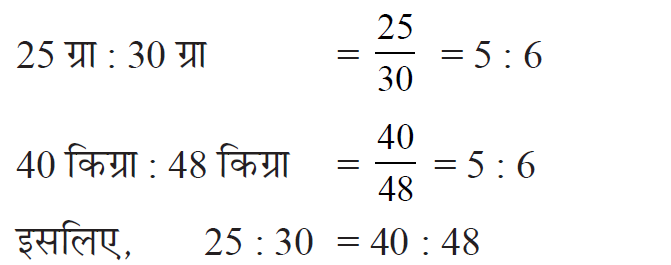 25 ग्रा : 30 ग्रा = 25/30 = 5 : 6
40 किग्रा : 48 किग्रा = 40/48 = 5 : 6
इसलिए, 25 : 30 = 40 : 48